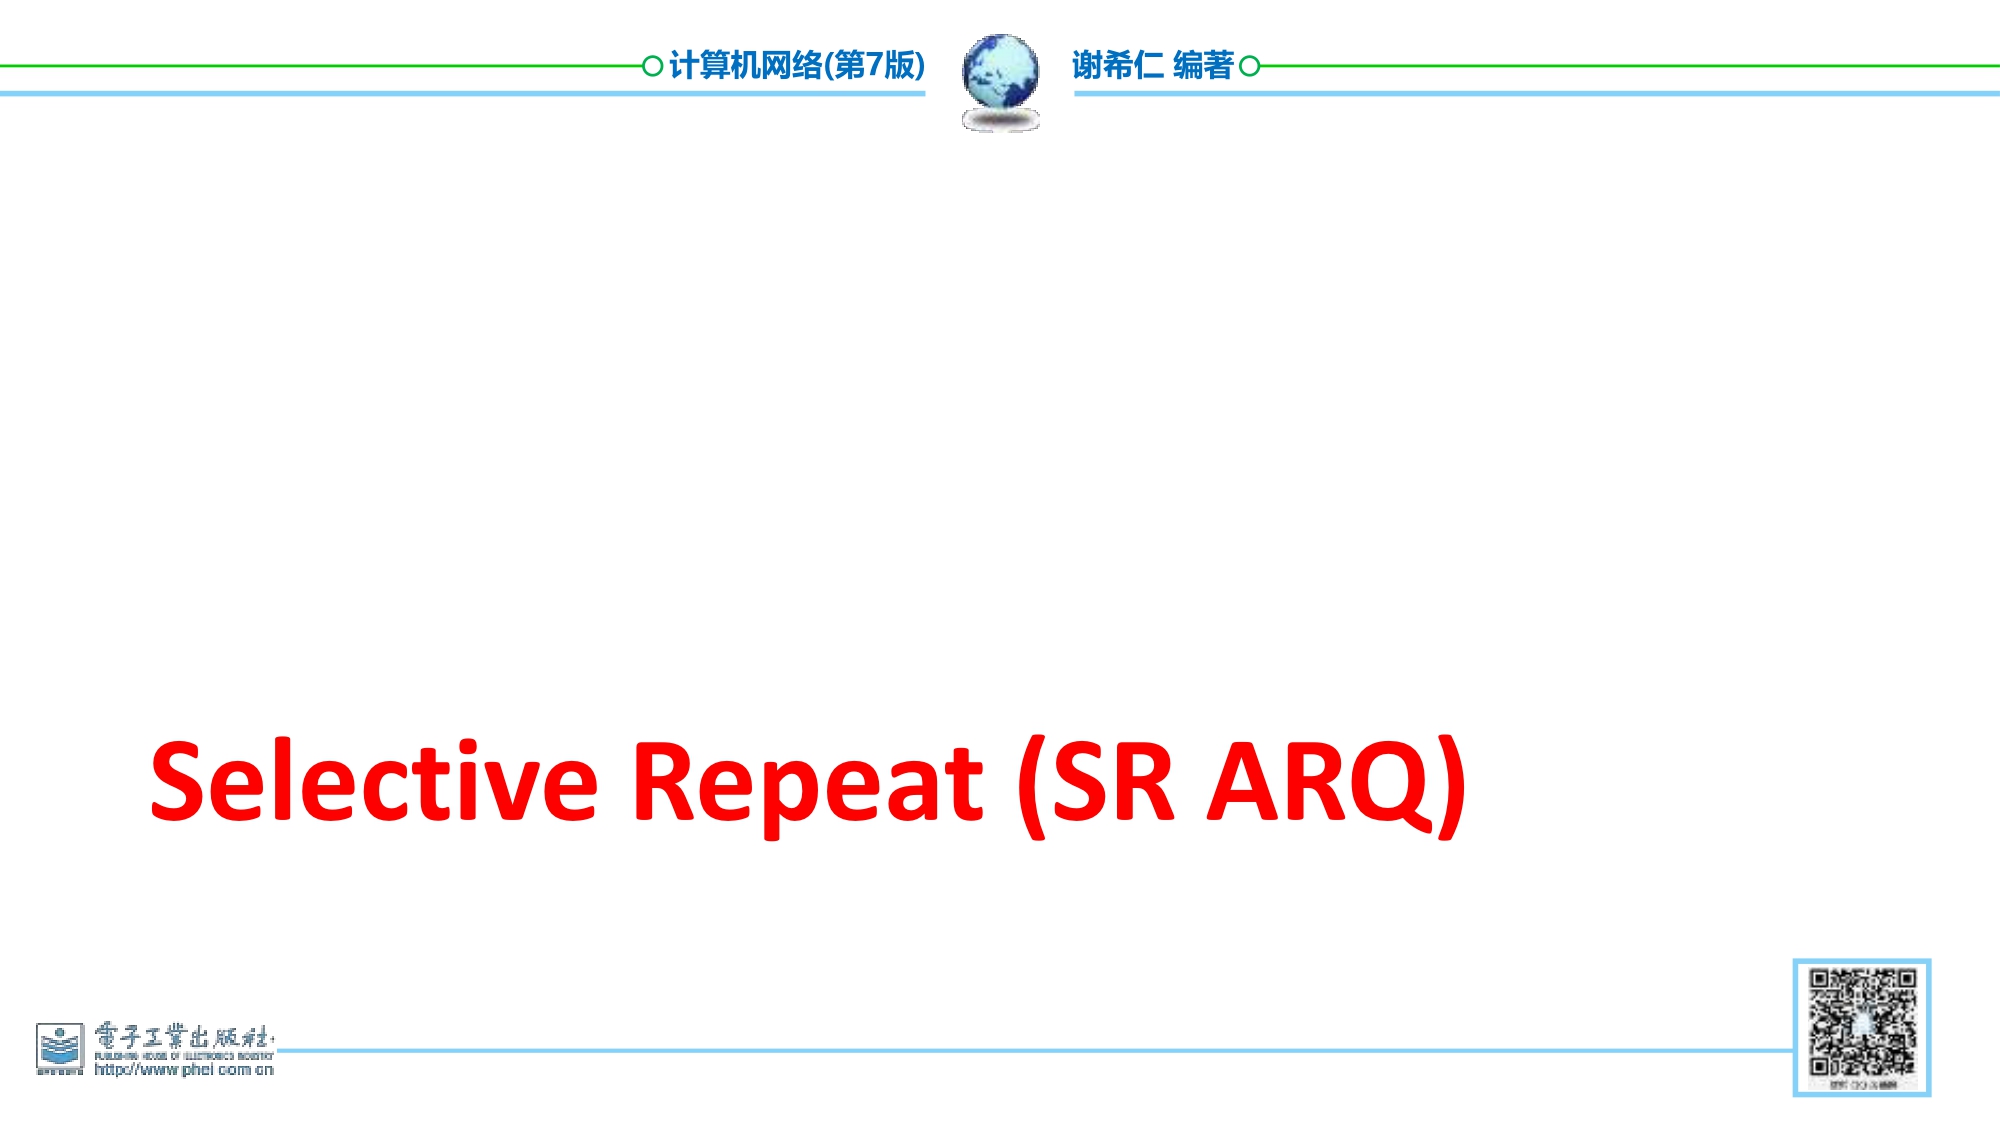 计算机网络(第7版)
谢希仁 编著
Selective Repeat (SR ARQ)
電子工業出版社
PUBLISHING HOUSE OF ELECTRONICS INDUSTRY
http://www.phei.com.cn